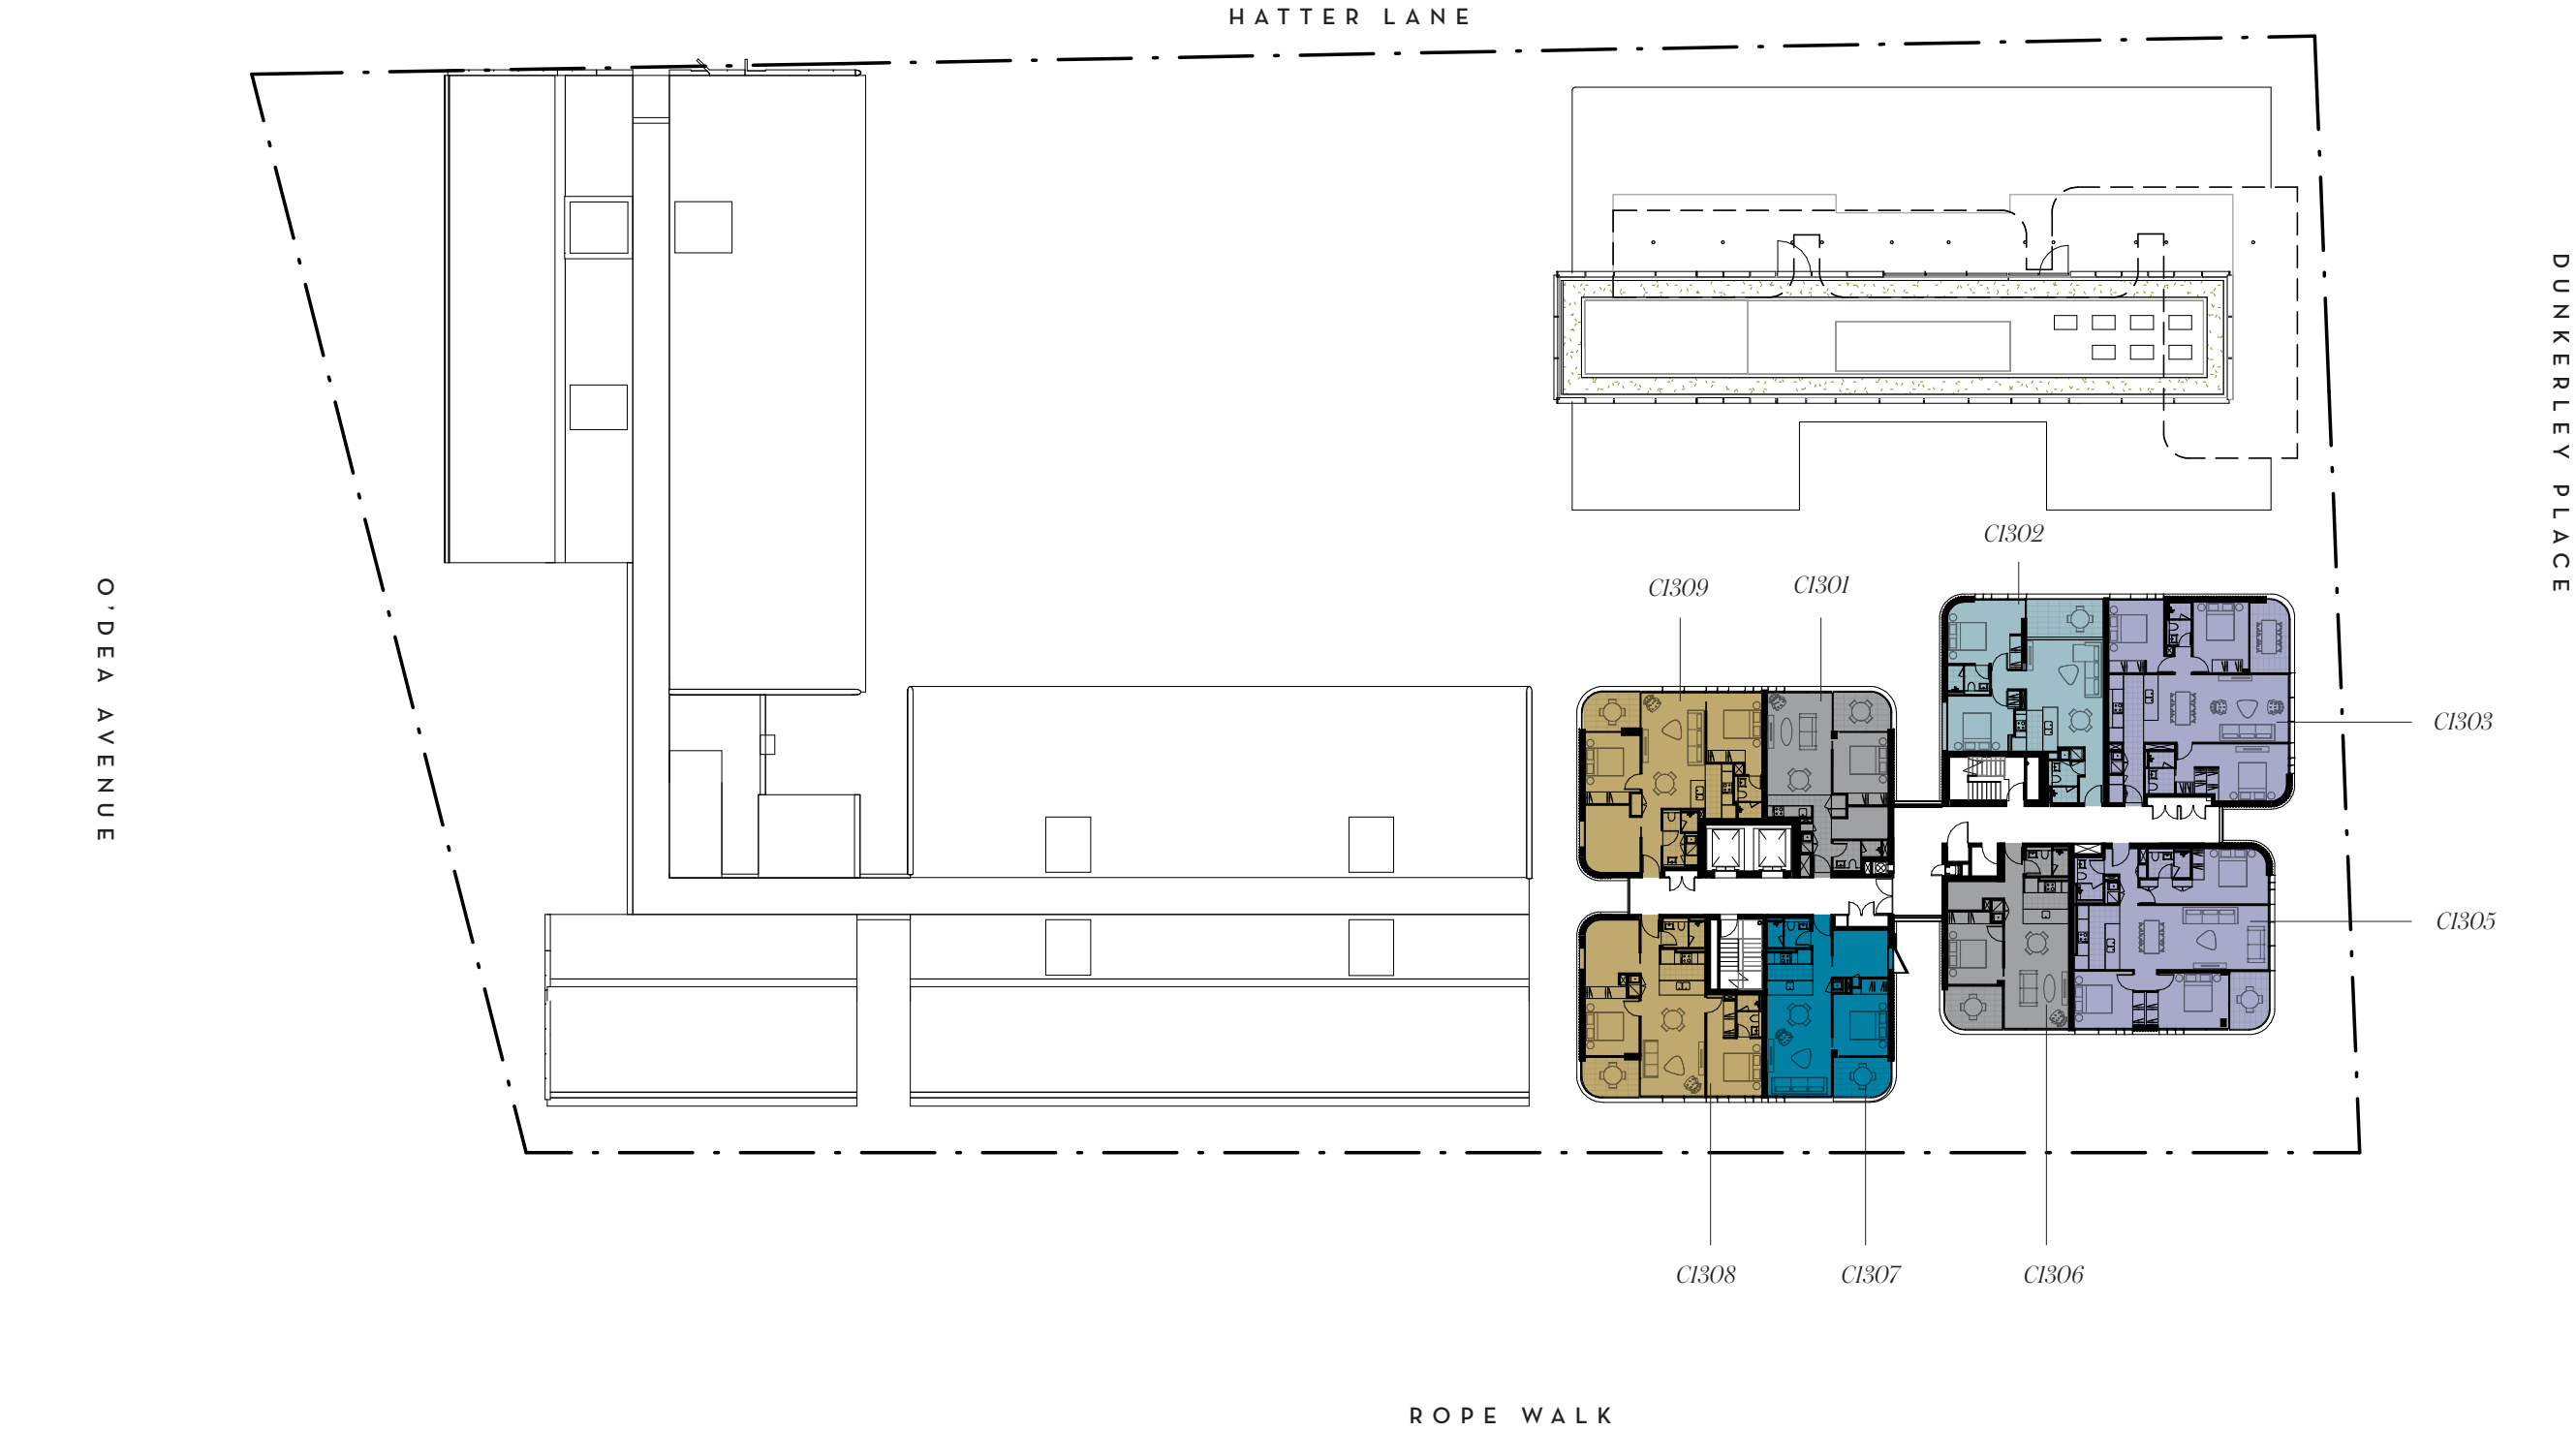 HATTER LANE
DUNKERLEY PLACE
O'DEA AVENUE
C1302
C1309
C1301
C1303
C1305
C1308
C1307
C1306
ROPE WALK